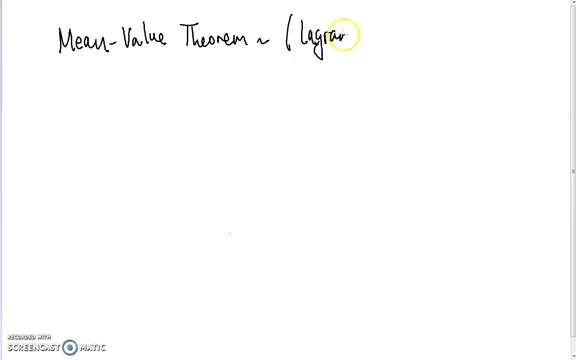 Mean-Value Theorem ~ (Lagran
RECORDED WITH
SCREENCAST MATIC